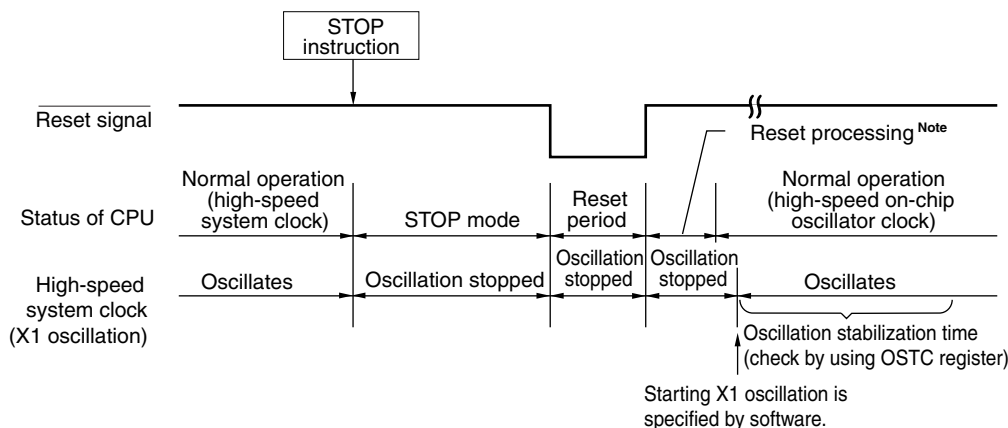 STOP
instruction
Reset signal
Reset processing Note
Status of CPU
Normal operation
(high-speed
system clock)
STOP mode
Reset
period
Normal operation
(high-speed on-chip
oscillator clock)
High-speed
system clock
(X1 oscillation)
Oscillates
Oscillation stopped
Oscillation
stopped
Oscillation
stopped
Oscillates
Oscillation stabilization time
(check by using OSTC register)
Starting X1 oscillation is
specified by software.